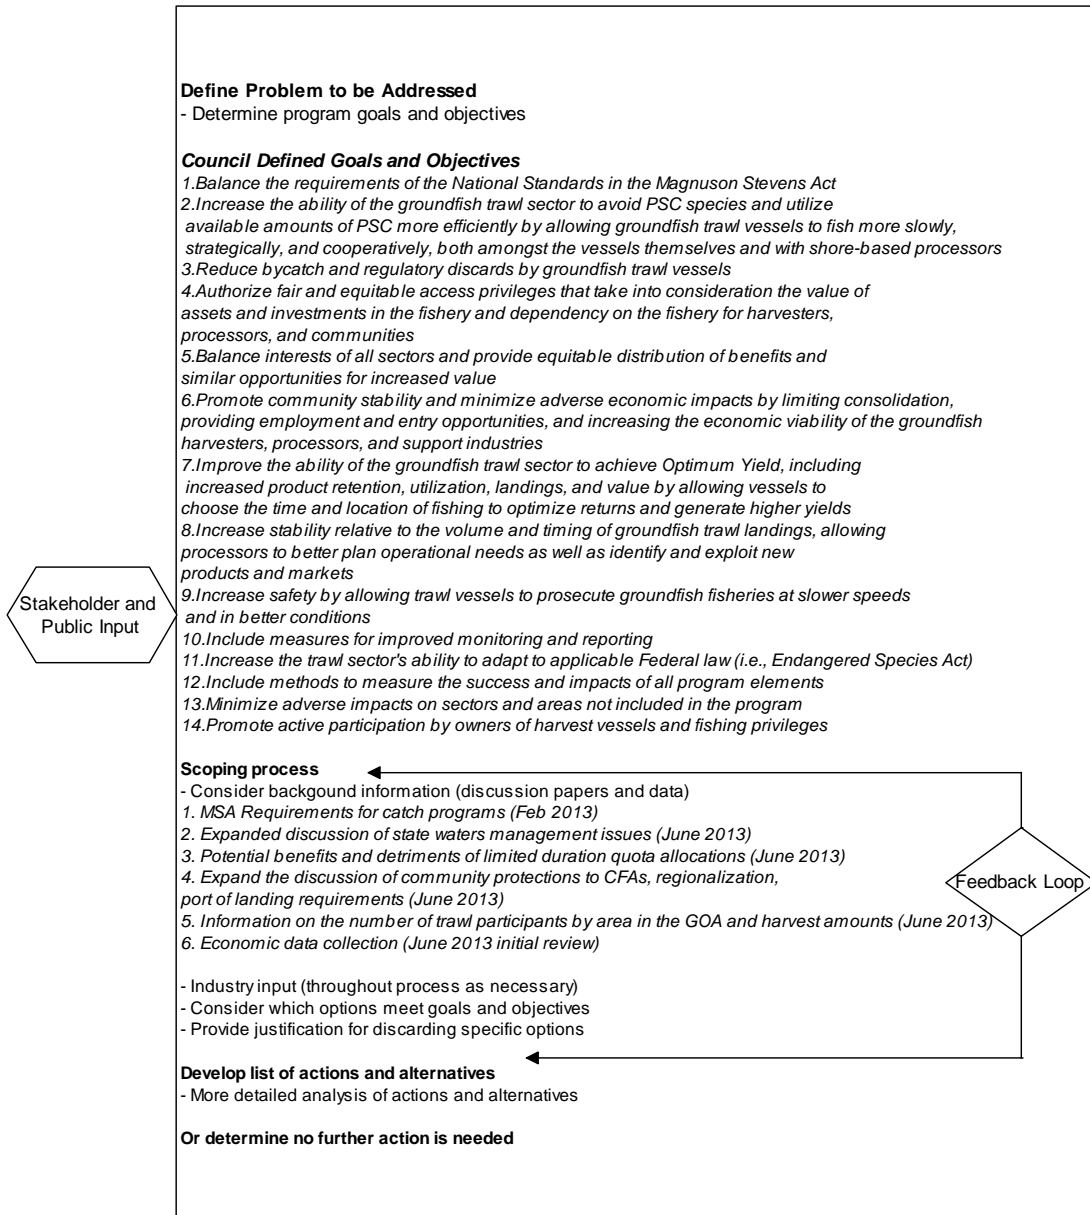 Define Problem to be Addressed
- Determine program goals and objectives
Council Defined Goals and Objectives
1.Balance the requirements of the National Standards in the Magnuson Stevens Act
2.Increase the ability of the groundfish trawl sector to avoid PSC species and utilize
available amounts of PSC more efficiently by allowing groundfish trawl vessels to fish more slowly,
strategically, and cooperatively, both amongst the vessels themselves and with shore-based processors
3.Reduce bycatch and regulatory discards by groundfish trawl vessels
4.Authorize fair and equitable access privileges that take into consideration the value of
assets and investments in the fishery and dependency on the fishery for harvesters,
processors, and communities
5.Balance interests of all sectors and provide equitable distribution of benefits and
similar opportunities for increased value
6.Promote community stability and minimize adverse economic impacts by limiting consolidation,
providing employment and entry opportunities, and increasing the economic viability of the groundfish
harvesters, processors, and support industries
7.Improve the ability of the groundfish trawl sector to achieve Optimum Yield, including
increased product retention, utilization, landings, and value by allowing vessels to
choose the time and location of fishing to optimize returns and generate higher yields
8.Increase stability relative to the volume and timing of groundfish trawl landings, allowing
processors to better plan operational needs as well as identify and exploit new
products and markets
9.Increase safety by allowing trawl vessels to prosecute groundfish fisheries at slower speeds
and in better conditions
10.Include measures for improved monitoring and reporting
11.Increase the trawl sector's ability to adapt to applicable Federal law (i.e., Endangered Species Act)
12.Include methods to measure the success and impacts of all program elements
13.Minimize adverse impacts on sectors and areas not included in the program
14.Promote active participation by owners of harvest vessels and fishing privileges
Stakeholder and
Public Input
Scoping process
- Consider backgound information (discussion papers and data)
1. MSA Requirements for catch programs (Feb 2013)
2. Expanded discussion of state waters management issues (June 2013)
3. Potential benefits and detriments of limited duration quota allocations (June 2013)
4. Expand the discussion of community protections to CFAs, regionalization,
port of landing requirements (June 2013)
5. Information on the number of trawl participants by area in the GOA and harvest amounts (June 2013)
6. Economic data collection (June 2013 initial review)
Feedback Loop
- Industry input (throughout process as necessary)
- Consider which options meet goals and objectives
- Provide justification for discarding specific options
Develop list of actions and alternatives
- More detailed analysis of actions and alternatives
Or determine no further action is needed